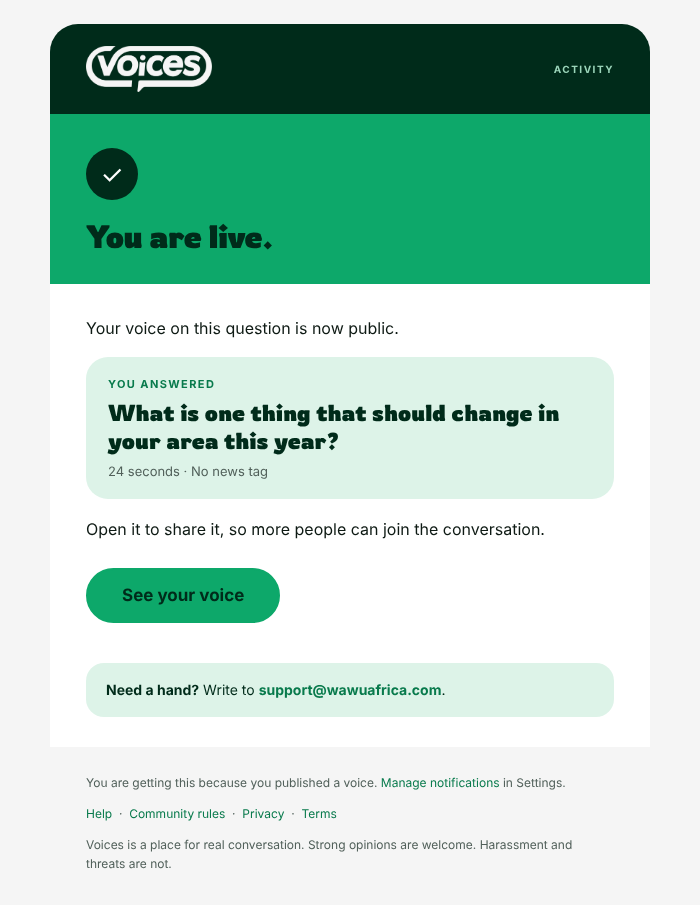 Voices
ACTIVITY
You are live.
Your voice on this question is now public.
YOU ANSWERED
What is one thing that should change in
your area this year?
24 seconds · No news tag
Open it to share it, so more people can join the conversation.
See your voice
Need a hand? Write to support@wawuafrica.com.
You are getting this because you published a voice. Manage notifications in Settings.
Help · Community rules · Privacy · Terms
Voices is a place for real conversation. Strong opinions are welcome. Harassment and
threats are not.